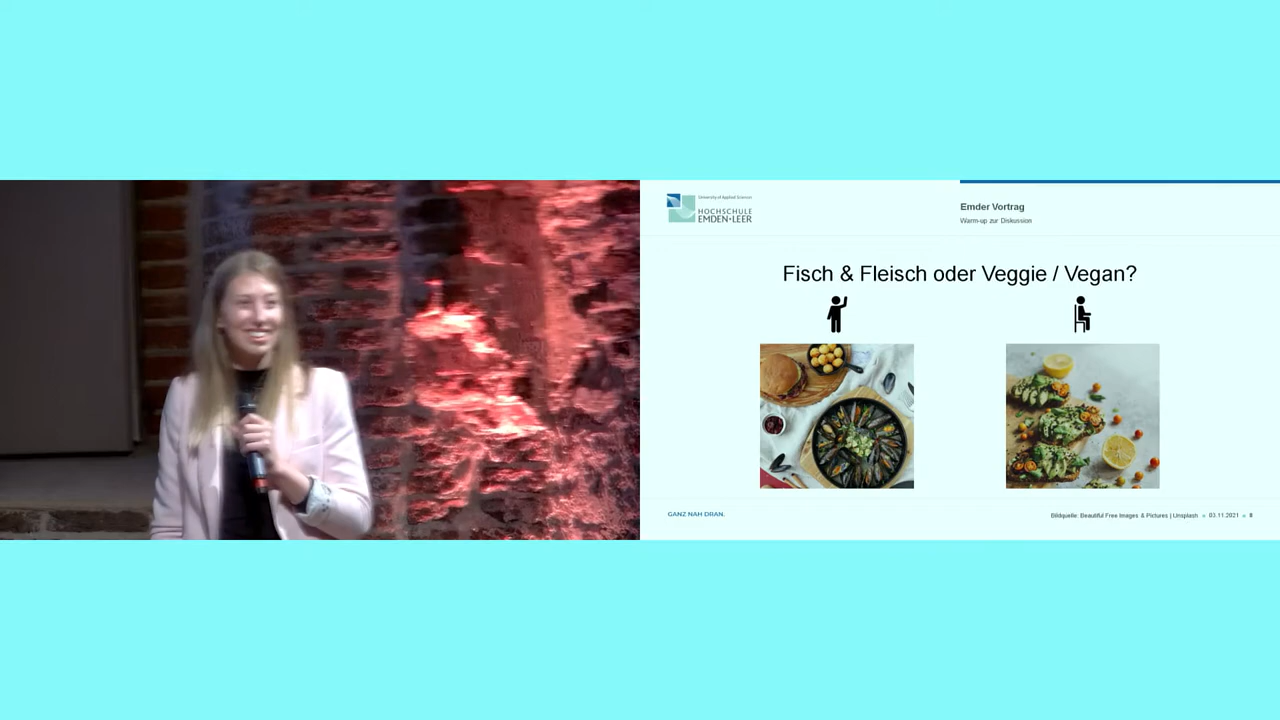 University of Applied Sciences
HOCHSCHULE
EMDEN•LEER
Emder Vortrag
Warm-up zur Diskussion
Fisch & Fleisch oder Veggie / Vegan?
GANZ NAH DRAN.
Bildquelle: Beautiful Free Images & Pictures | Unsplash • 03.11.2021 • 8